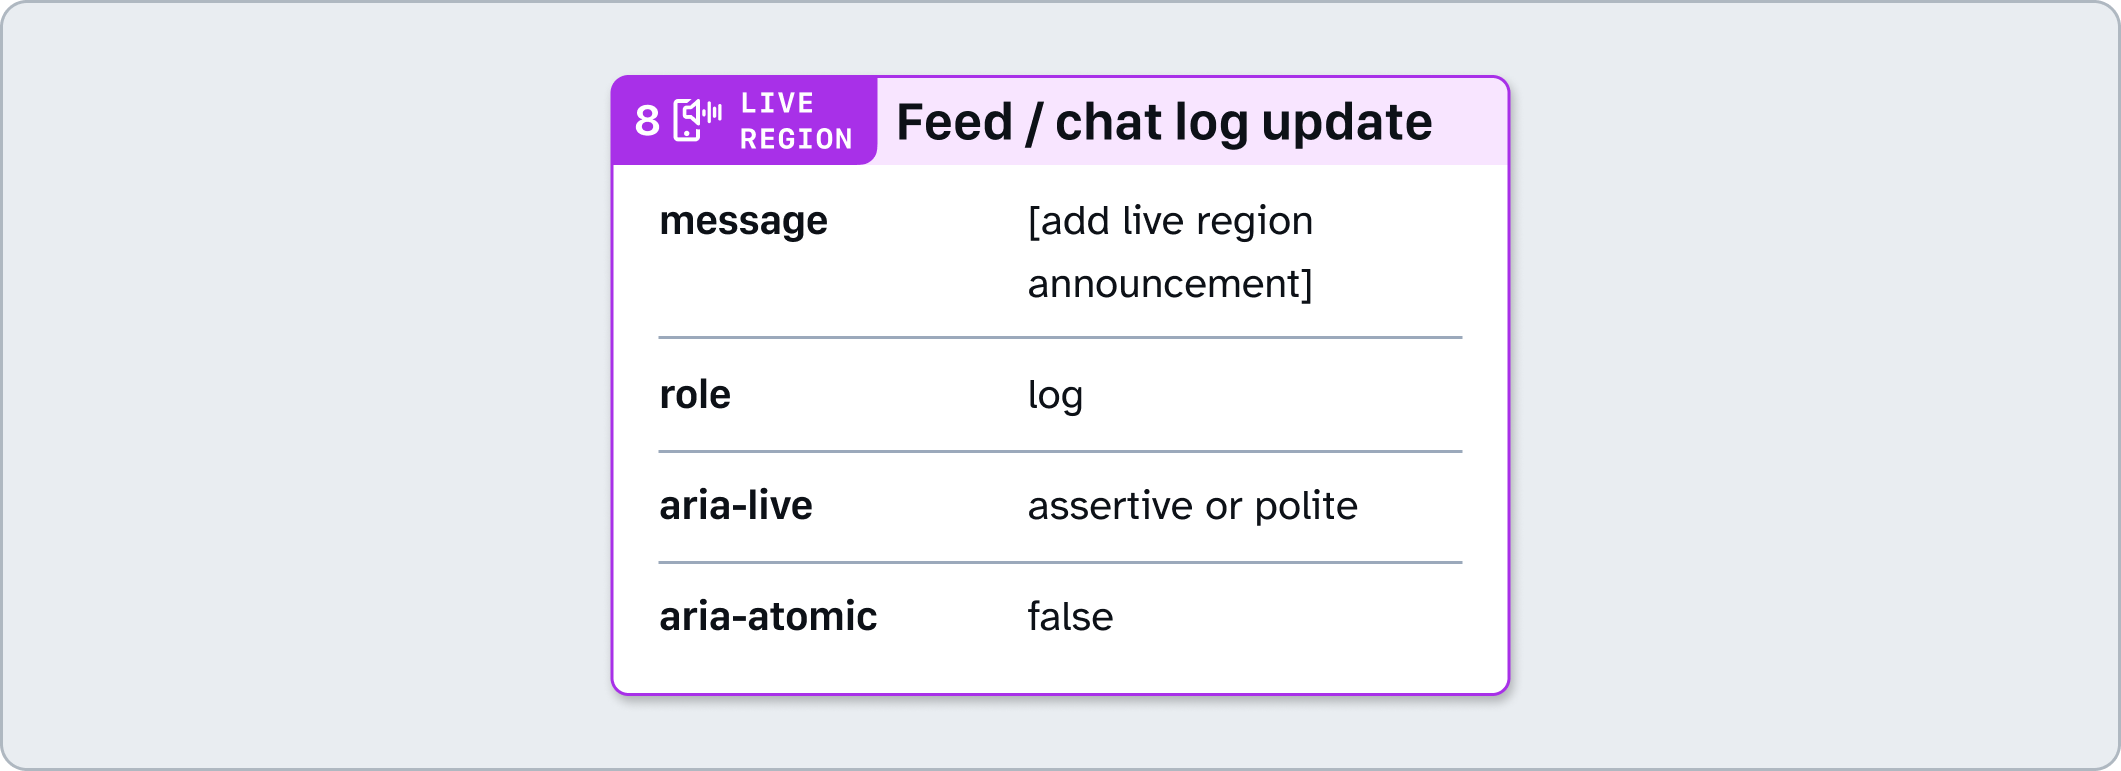 8 LIVE REGION Feed / chat log update
message [add live region
announcement]
role log
aria-live assertive or polite
aria-atomic false